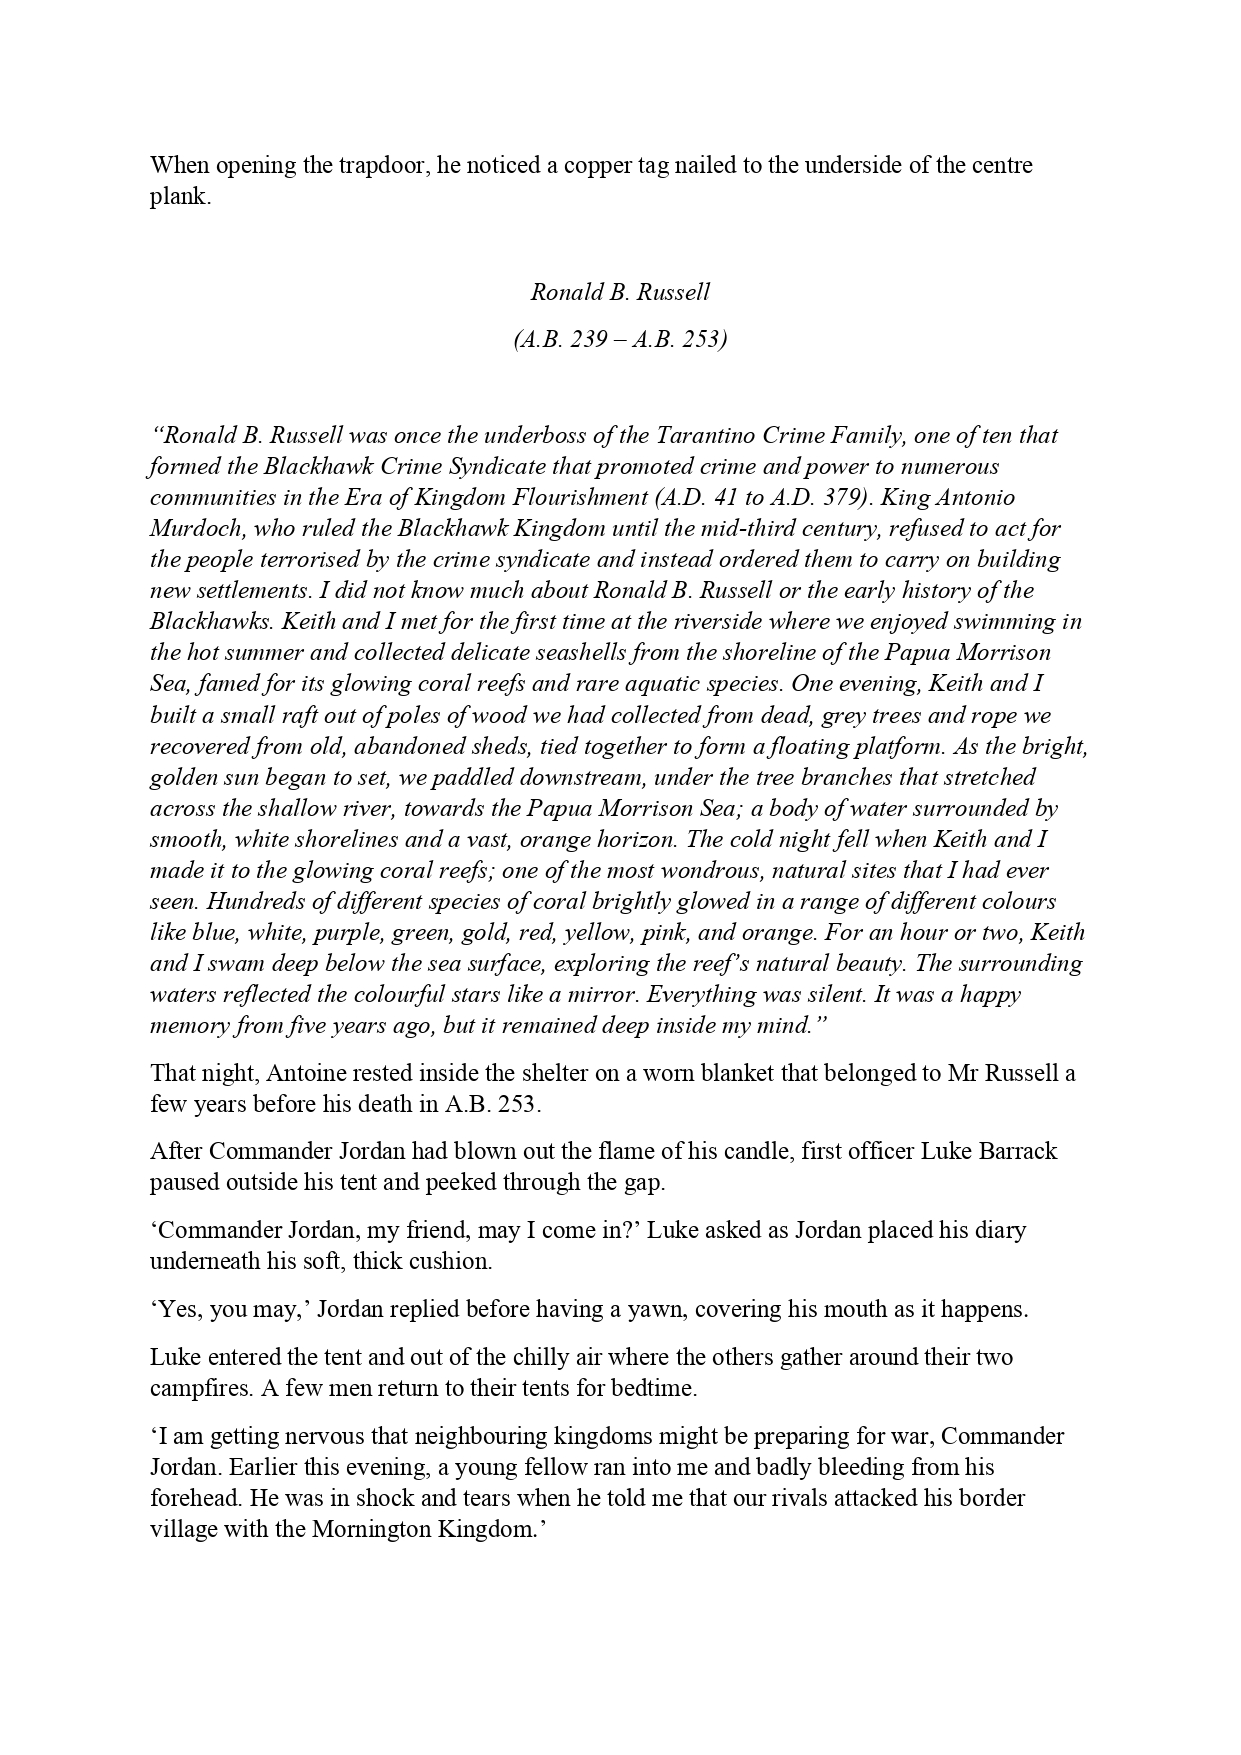 When opening the trapdoor, he noticed a copper tag nailed to the underside of the centre
plank.
Ronald B. Russell
(A.B. 239 – A.B. 253)
“Ronald B. Russell was once the underboss of the Tarantino Crime Family, one of ten that
formed the Blackhawk Crime Syndicate that promoted crime and power to numerous
communities in the Era of Kingdom Flourishment (A.D. 41 to A.D. 379). King Antonio
Murdoch, who ruled the Blackhawk Kingdom until the mid-third century, refused to act for
the people terrorised by the crime syndicate and instead ordered them to carry on building
new settlements. I did not know much about Ronald B. Russell or the early history of the
Blackhawks. Keith and I met for the first time at the riverside where we enjoyed swimming in
the hot summer and collected delicate seashells from the shoreline of the Papua Morrison
Sea, famed for its glowing coral reefs and rare aquatic species. One evening, Keith and I
built a small raft out of poles of wood we had collected from dead, grey trees and rope we
recovered from old, abandoned sheds, tied together to form a floating platform. As the bright,
golden sun began to set, we paddled downstream, under the tree branches that stretched
across the shallow river, towards the Papua Morrison Sea; a body of water surrounded by
smooth, white shorelines and a vast, orange horizon. The cold night fell when Keith and I
made it to the glowing coral reefs; one of the most wondrous, natural sites that I had ever
seen. Hundreds of different species of coral brightly glowed in a range of different colours
like blue, white, purple, green, gold, red, yellow, pink, and orange. For an hour or two, Keith
and I swam deep below the sea surface, exploring the reef’s natural beauty. The surrounding
waters reflected the colourful stars like a mirror. Everything was silent. It was a happy
memory from five years ago, but it remained deep inside my mind.”
That night, Antoine rested inside the shelter on a worn blanket that belonged to Mr Russell a
few years before his death in A.B. 253.
After Commander Jordan had blown out the flame of his candle, first officer Luke Barrack
paused outside his tent and peeked through the gap.
‘Commander Jordan, my friend, may I come in?’ Luke asked as Jordan placed his diary
underneath his soft, thick cushion.
‘Yes, you may,’ Jordan replied before having a yawn, covering his mouth as it happens.
Luke entered the tent and out of the chilly air where the others gather around their two
campfires. A few men return to their tents for bedtime.
‘I am getting nervous that neighbouring kingdoms might be preparing for war, Commander
Jordan. Earlier this evening, a young fellow ran into me and badly bleeding from his
forehead. He was in shock and tears when he told me that our rivals attacked his border
village with the Mornington Kingdom.’